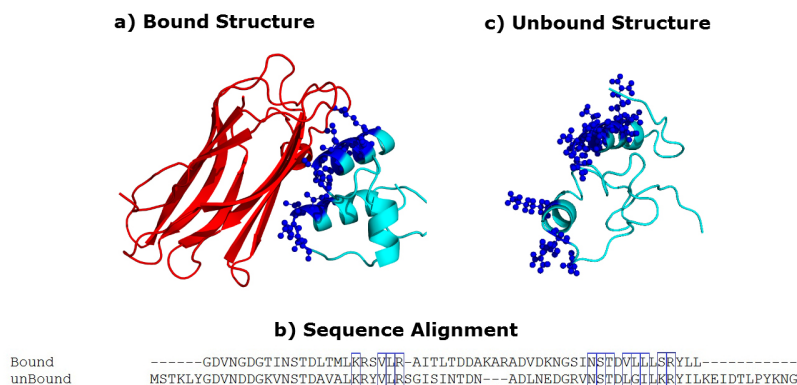 a) Bound Structure
c) Unbound Structure
b) Sequence Alignment
Bound ------GDVNGDGTINSTDLTMLKRSVLR-AITLTDDAKARADVDKNGSINSTDVLLLSRYLL-----------
unBound MSTKLYGDVNDDGKVNSTDAVALKRYVLRSGISINTDN---ADLNEDGRVNSTDLGILKRYILKEIDTLPYKNG